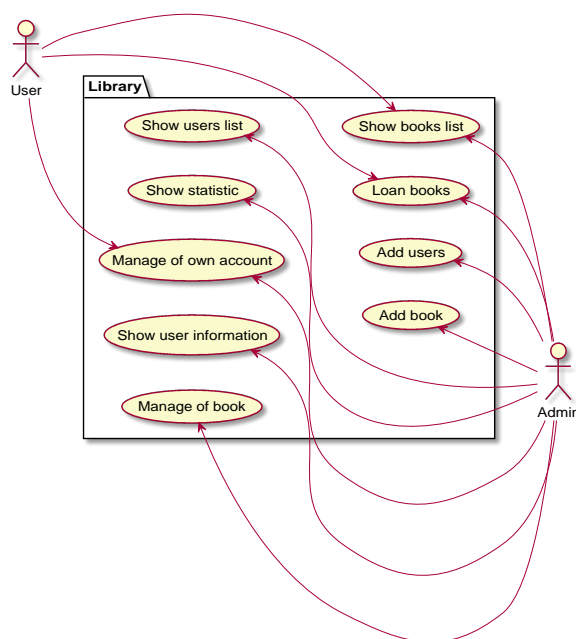 User
Library
Show users list
Show books list
Show statistic
Loan books
Manage of own account
Add users
Show user information
Add book
Manage of book
Admin